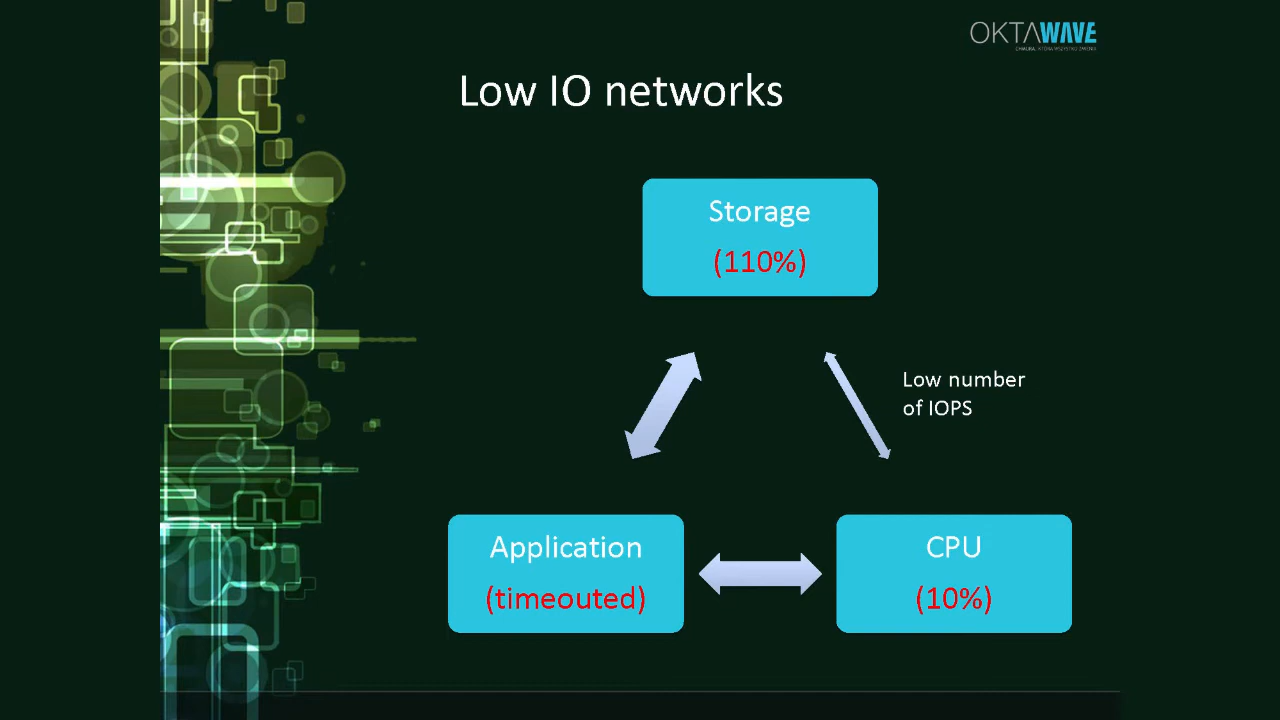 OKTAWAVE
Low IO networks
Storage
(110%)
Low number
of IOPS
Application
(timeouted)
CPU
(10%)